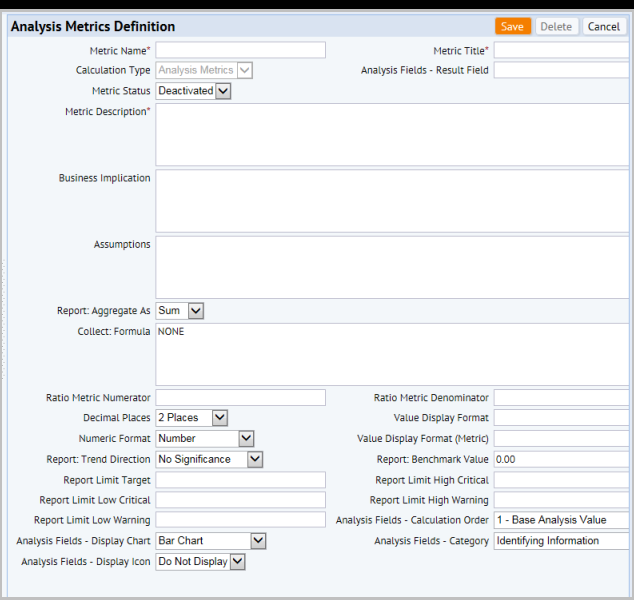 Analysis Metrics Definition Save Delete Cancel
Metric Name* Metric Title*
Calculation Type Analysis Metrics Analysis Fields - Result Field
Metric Status Deactivated
Metric Description*
Business Implication
Assumptions
Report: Aggregate As Sum
Collect: Formula NONE
Ratio Metric Numerator Ratio Metric Denominator
Decimal Places 2 Places Value Display Format
Numeric Format Number Value Display Format (Metric)
Report: Trend Direction No Significance Report: Benchmark Value 0.00
Report Limit Target Report Limit High Critical
Report Limit Low Critical Report Limit High Warning
Report Limit Low Warning Analysis Fields - Calculation Order 1 - Base Analysis Value
Analysis Fields - Display Chart Bar Chart Analysis Fields - Category Identifying Information
Analysis Fields - Display Icon Do Not Display